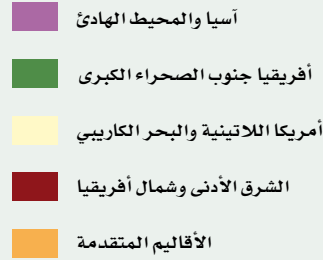 آسيا والمحيط الهادئ
أفريقيا جنوب الصحراء الكبرى
أمريكا اللاتينية والبحر الكاريبي
الشرق الأدنى وشمال أفريقيا
الأقاليم المتقدمة